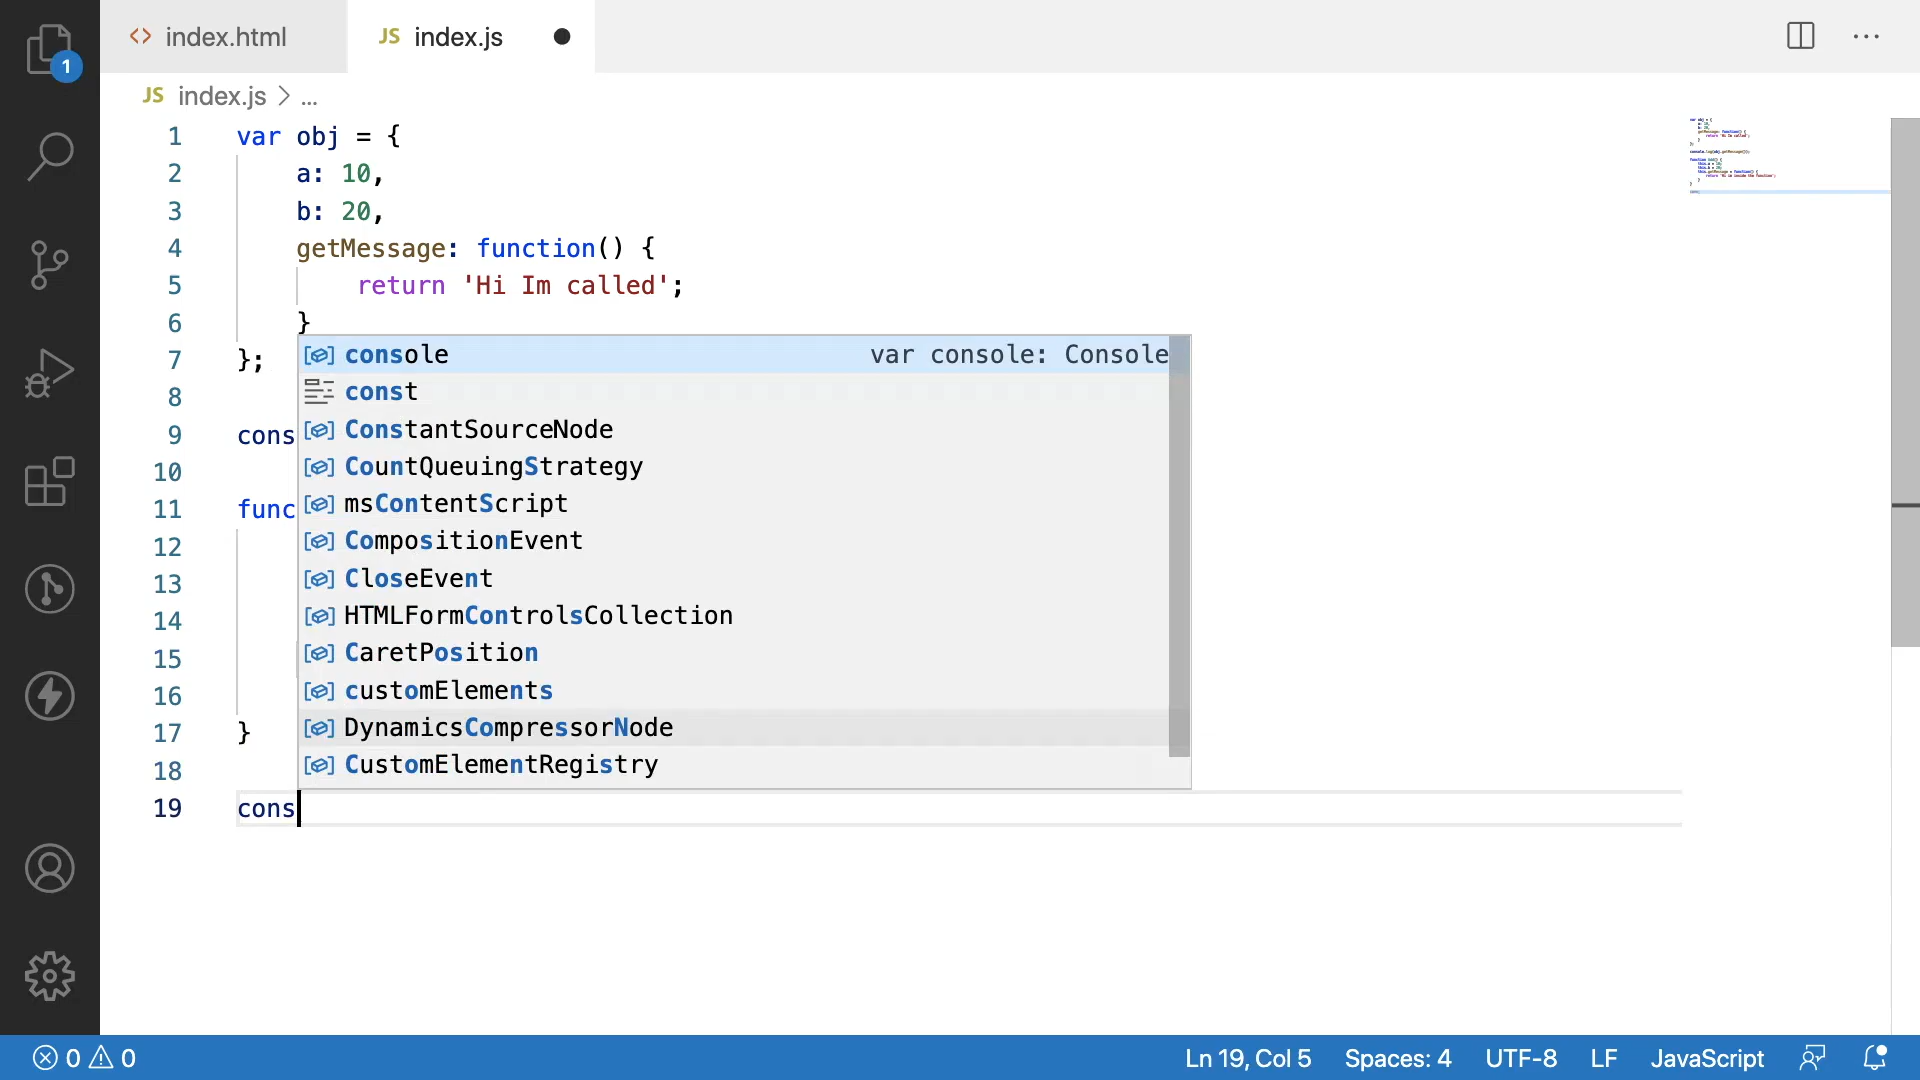 1
index.html
JS index.js
JS index.js > ...
1 var obj = {
2 a: 10,
3 b: 20,
4 getMessage: function() {
5 return 'Hi Im called';
6 }
7 };
8
9 cons
10
11 func
12
13
14
15
16
17 }
18
19 cons
console var console: Console
const
ConstantSourceNode
CountQueuingStrategy
msContentScript
CompositionEvent
CloseEvent
HTMLFormControlsCollection
CaretPosition
customElements
DynamicsCompressorNode
CustomElementRegistry
0 0 Ln 19, Col 5 Spaces: 4 UTF-8 LF JavaScript